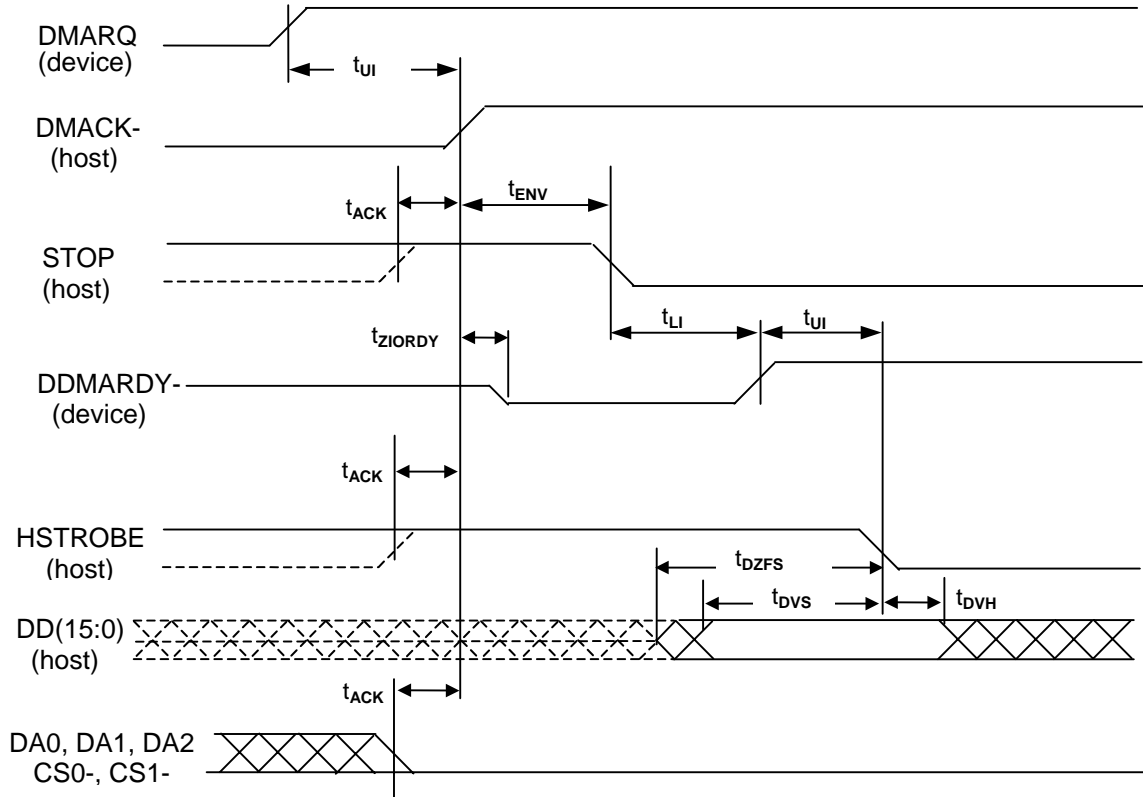 DMARQ
(device)
tUI
DMACK-
(host)
tACK
tENV
STOP
(host)
tZIORDY
tLI
tUI
DDMARDY-
(device)
tACK
HSTROBE
(host)
tDZFS
tDVS
tDVH
DD(15:0)
(host)
tACK
DA0, DA1, DA2
CS0-, CS1-